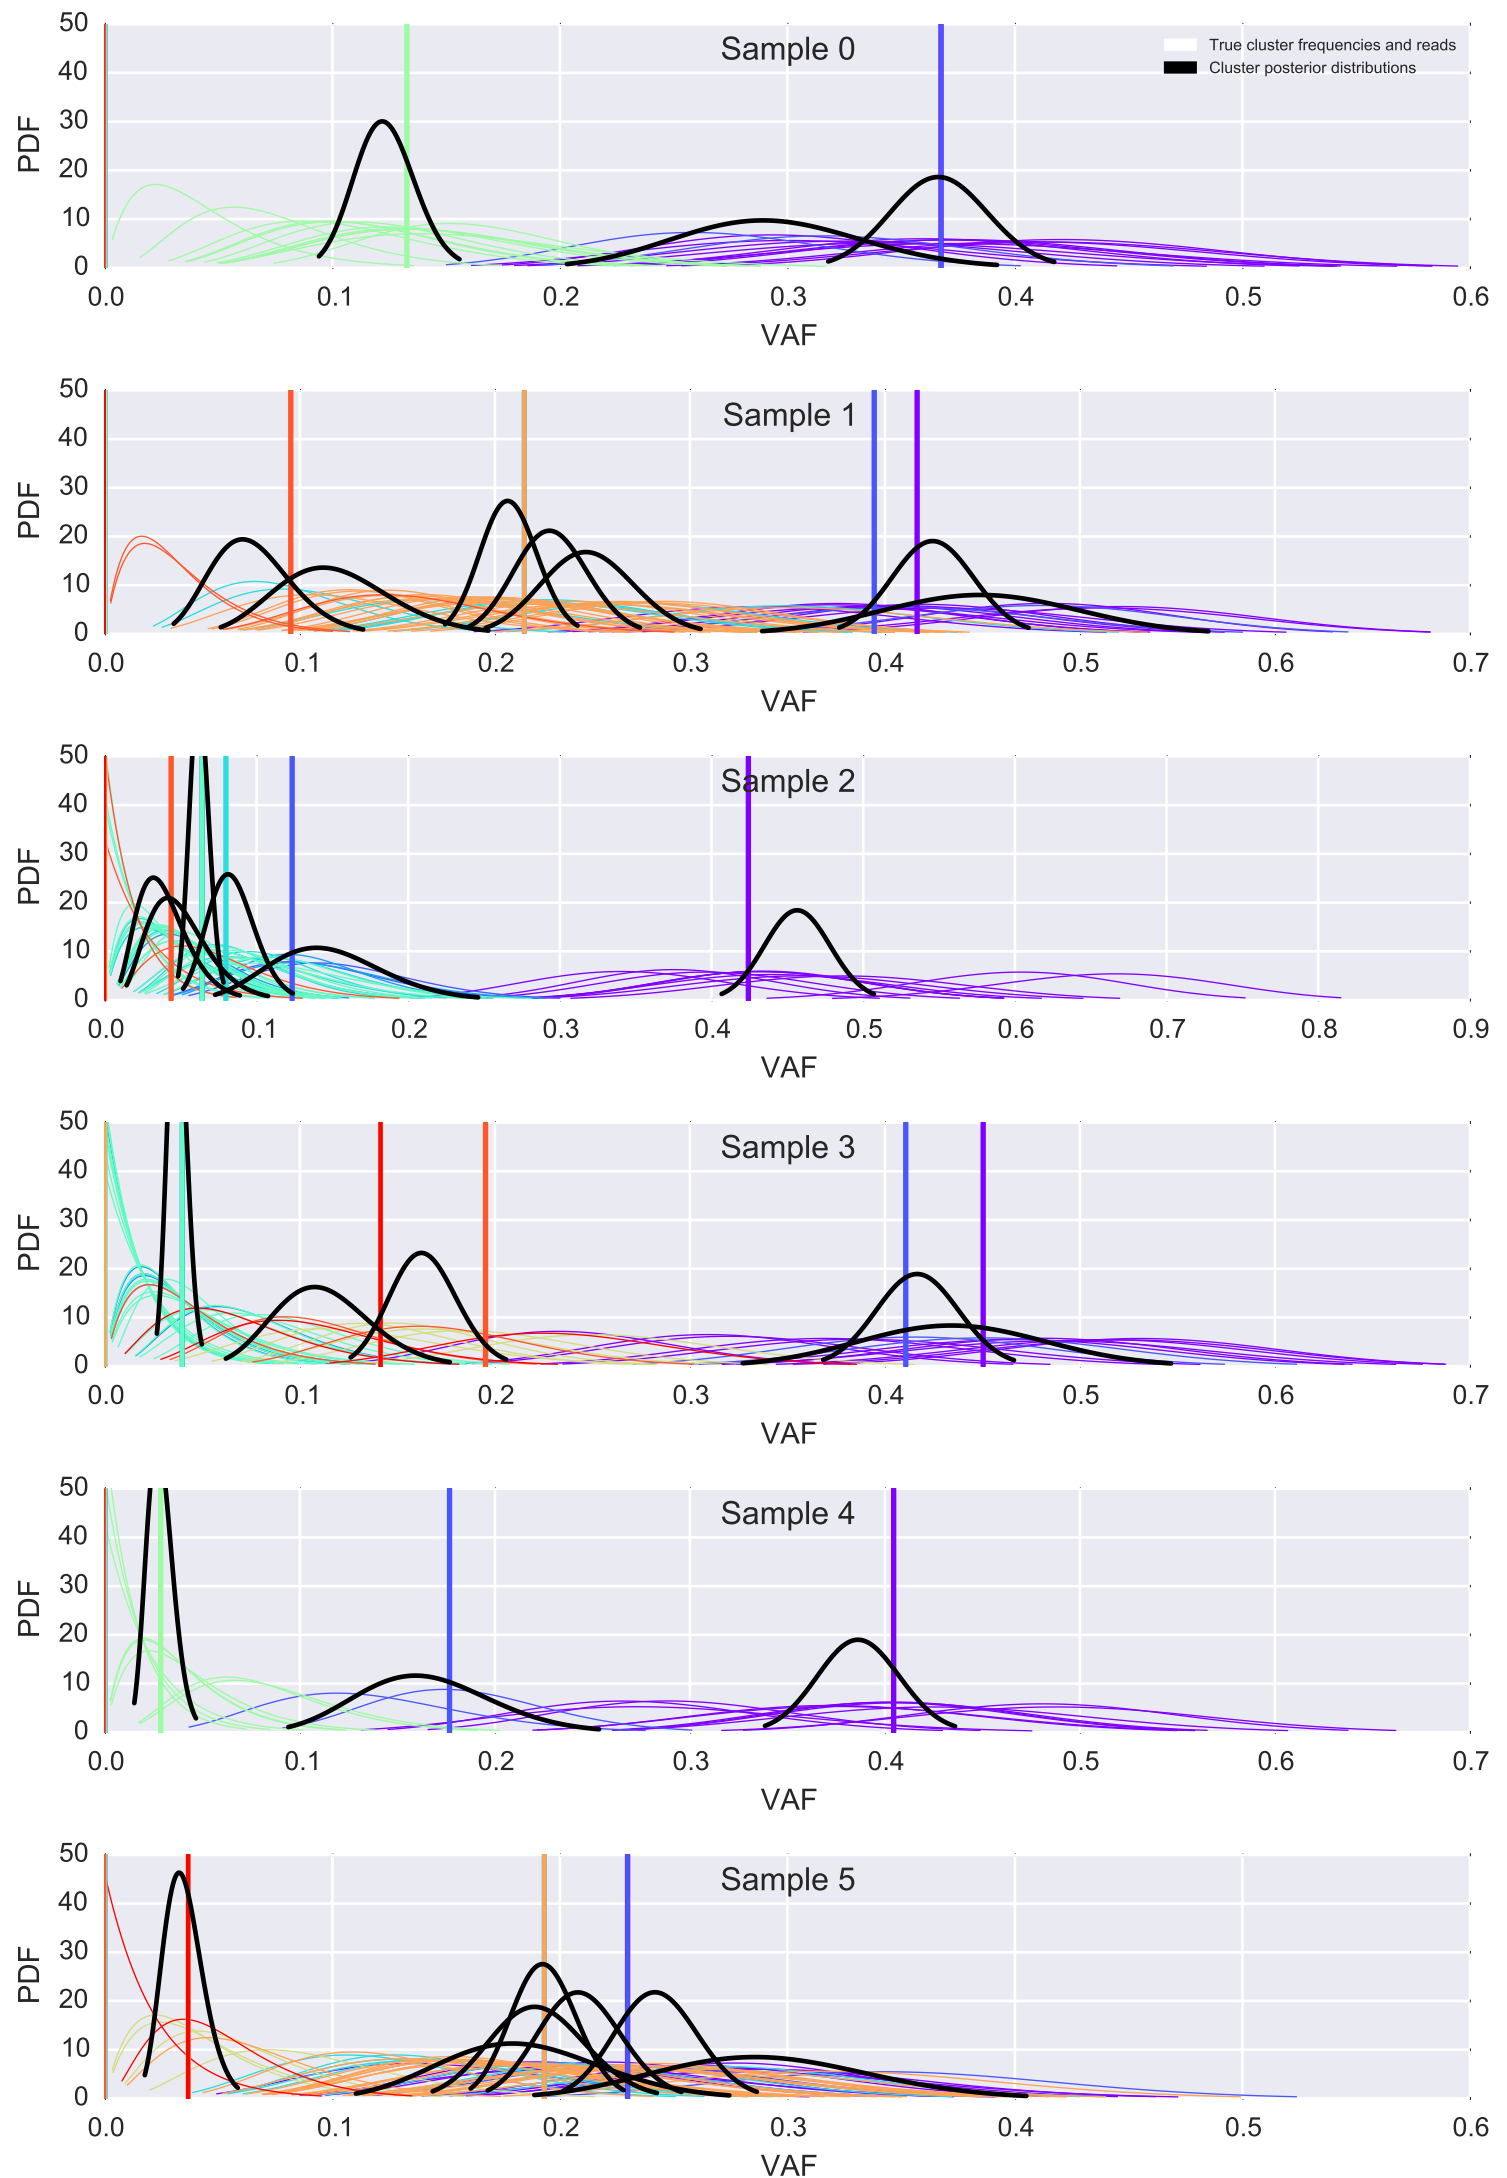 50
Sample 0
True cluster frequencies and reads
Cluster posterior distributions
40
30
20
10
0
PDF
0.0 0.1 0.2 0.3 0.4 0.5 0.6
VAF
50
Sample 1
40
30
20
10
0
PDF
0.0 0.1 0.2 0.3 0.4 0.5 0.6 0.7
VAF
50
Sample 2
40
30
20
10
0
PDF
0.0 0.1 0.2 0.3 0.4 0.5 0.6 0.7 0.8 0.9
VAF
50
Sample 3
40
30
20
10
0
PDF
0.0 0.1 0.2 0.3 0.4 0.5 0.6 0.7
VAF
50
Sample 4
40
30
20
10
0
PDF
0.0 0.1 0.2 0.3 0.4 0.5 0.6 0.7
VAF
50
Sample 5
40
30
20
10
0
PDF
0.0 0.1 0.2 0.3 0.4 0.5 0.6
VAF